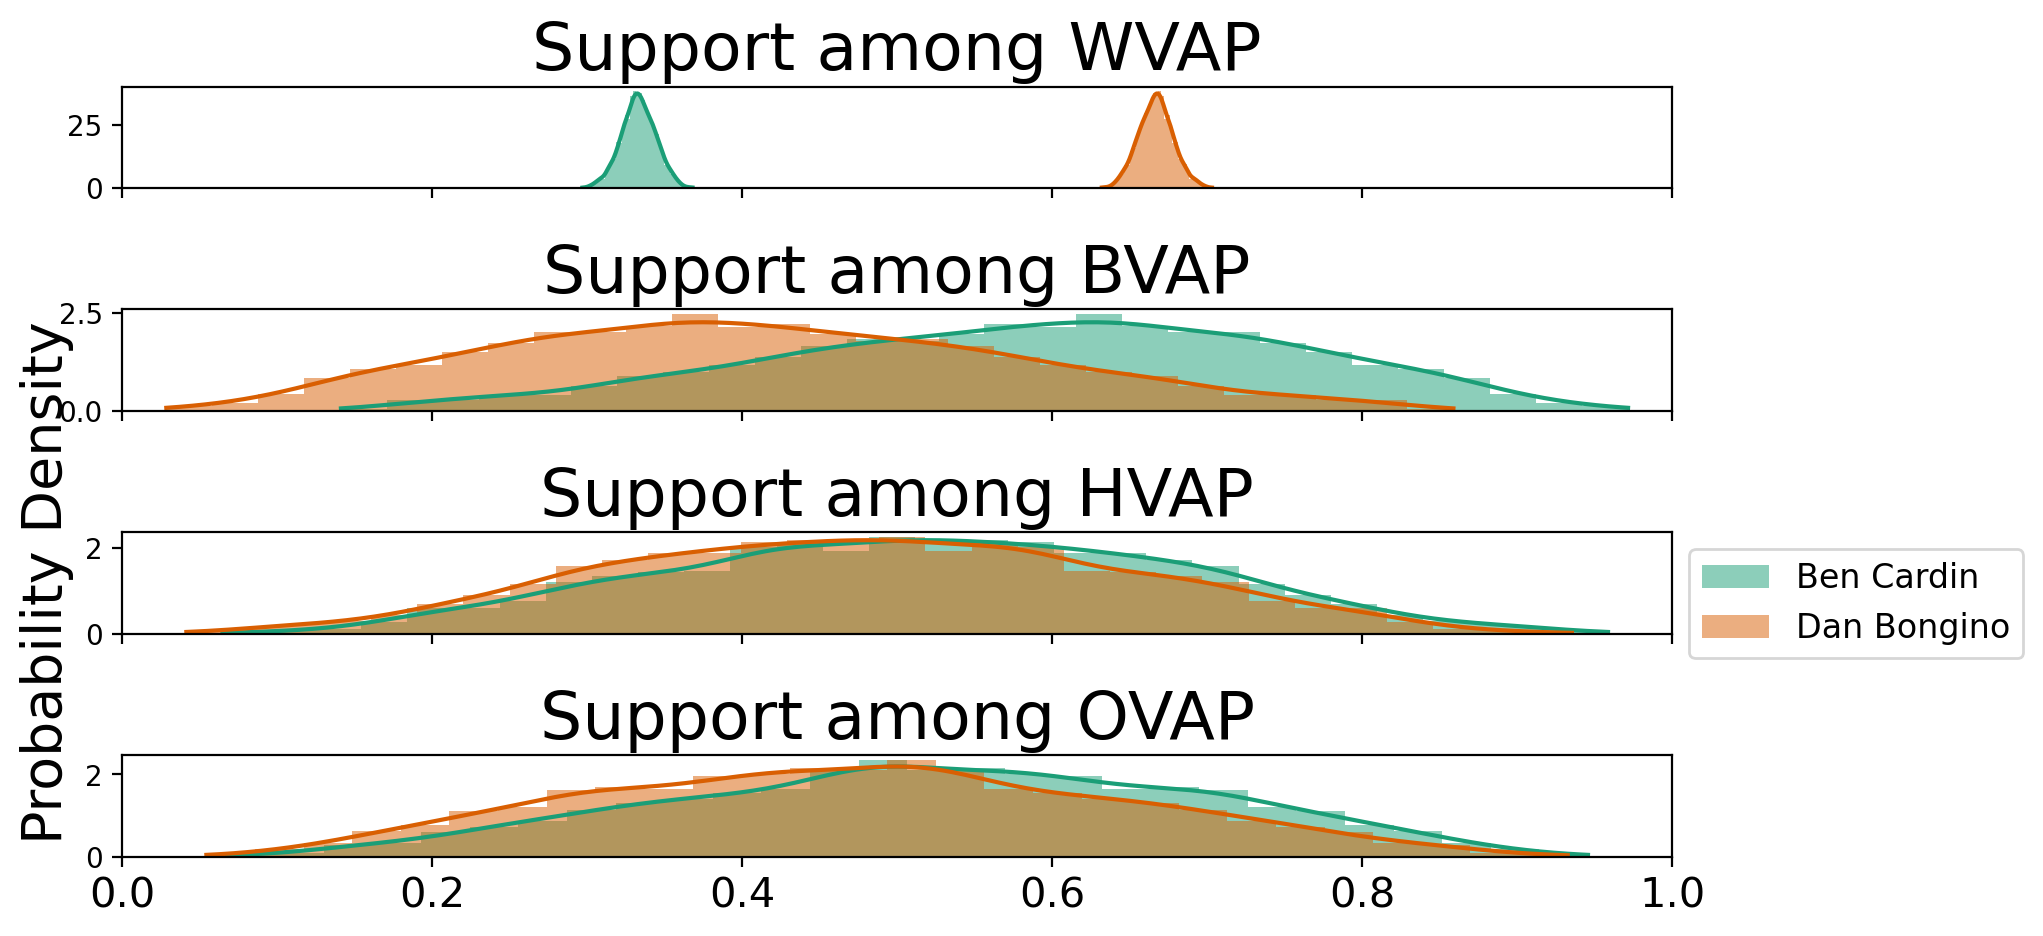 Support among WVAP
25
0
Support among BVAP
2.5
0.0
Support among HVAP
2
0
Support among OVAP
2
0
0.0 0.2 0.4 0.6 0.8 1.0
Probability Density
Ben Cardin
Dan Bongino